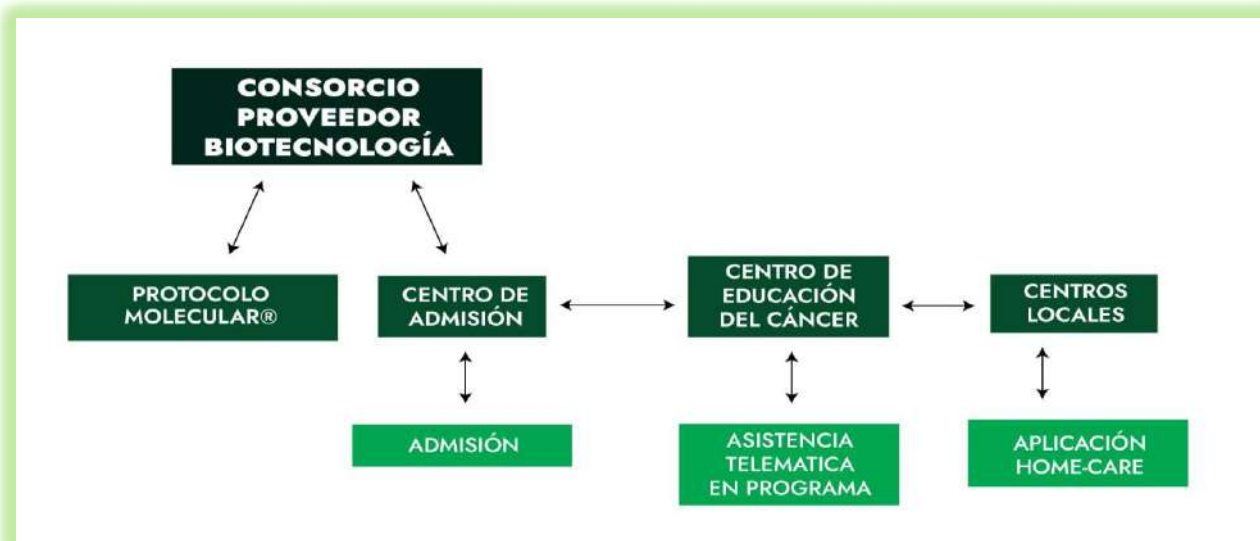 CONSORCIO
PROVEEDOR
BIOTECNOLOGÍA
PROTOCOLO
MOLECULAR®
CENTRO DE
ADMISIÓN
CENTRO DE
EDUCACIÓN
DEL CÁNCER
CENTROS
LOCALES
ADMISIÓN
ASISTENCIA
TELEMATICA
EN PROGRAMA
APLICACIÓN
HOME-CARE